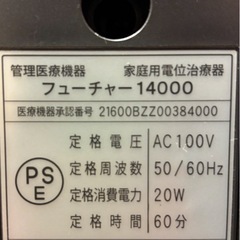 管理医療機器 家庭用電位治療器
フューチャー14000
医療機器承認番号 21600BZZ00384000
定格電圧 AC100V
定格周波数 50/60Hz
定格消費電力 20W
定格時間 60分
PS
E